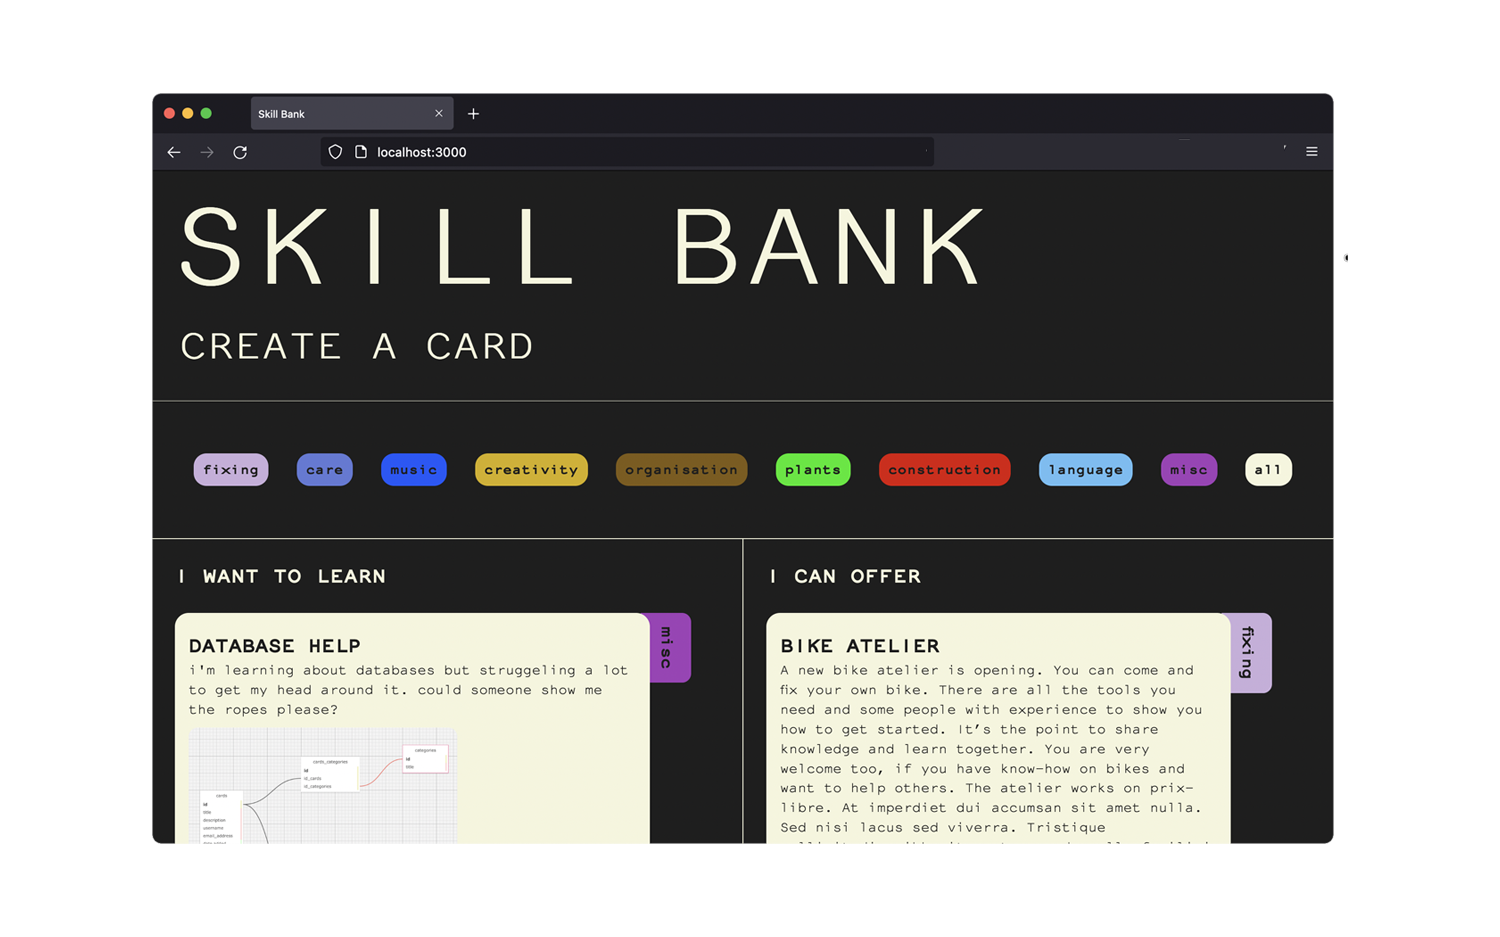 Skill Bank
localhost:3000
SKILL BANK
CREATE A CARD
fixing
care
music
creativity
organisation
plants
construction
language
misc
all
I WANT TO LEARN
DATABASE HELP
i'm learning about databases but struggeling a lot
to get my head around it. could someone show me
the ropes please?
misc
categories
id
title
cards_categories
id
id_cards
id_categories
cards
id
title
description
username
email_address
I CAN OFFER
BIKE ATELIER
A new bike atelier is opening. You can come and
fix your own bike. There are all the tools you
need and some people with experience to show you
how to get started. It’s the point to share
knowledge and learn together. You are very
welcome too, if you have know-how on bikes and
want to help others. The atelier works on prix-
libre. At imperdiet dui accumsan sit amet nulla.
Sed nisi lacus sed viverra. Tristique
fixing